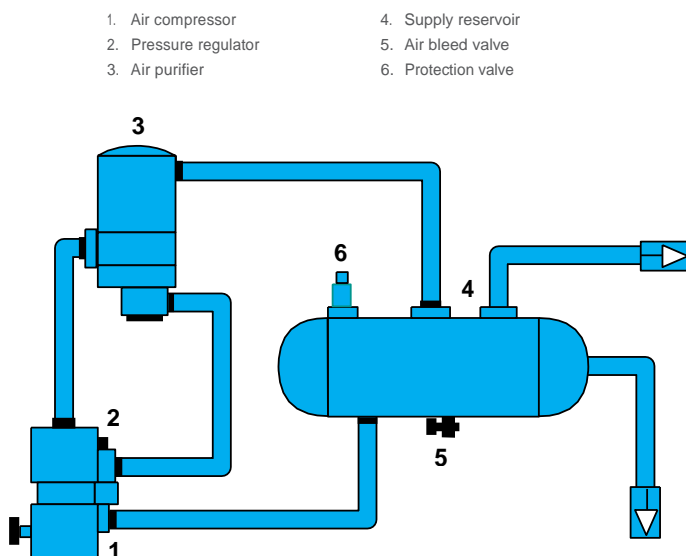 1. Air compressor
2. Pressure regulator
3. Air purifier
4. Supply reservoir
5. Air bleed valve
6. Protection valve
3
6
4
2
5
1